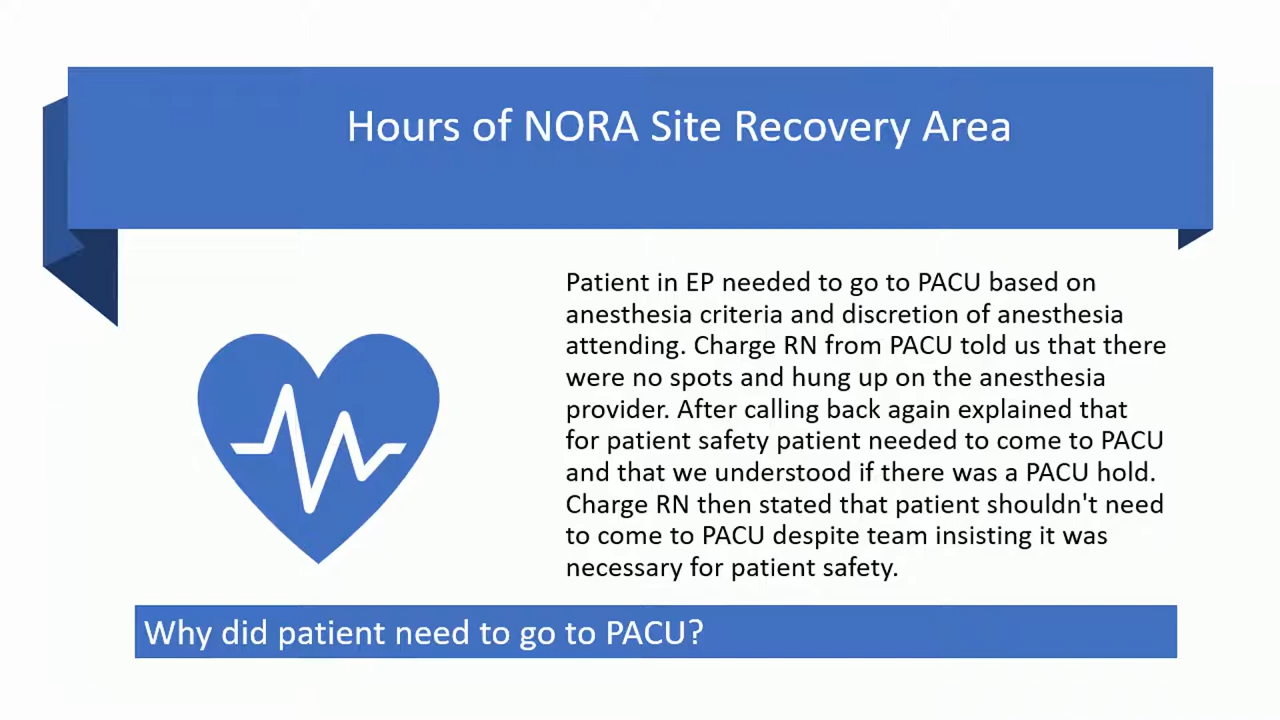 Hours of NORA Site Recovery Area
Patient in EP needed to go to PACU based on
anesthesia criteria and discretion of anesthesia
attending. Charge RN from PACU told us that there
were no spots and hung up on the anesthesia
provider. After calling back again explained that
for patient safety patient needed to come to PACU
and that we understood if there was a PACU hold.
Charge RN then stated that patient shouldn't need
to come to PACU despite team insisting it was
necessary for patient safety.
Why did patient need to go to PACU?